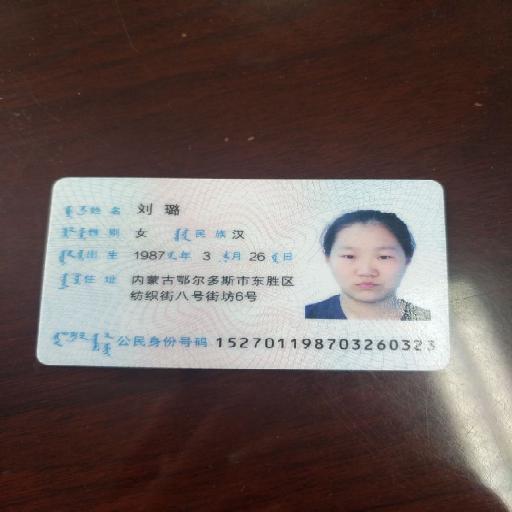 姓名 刘璐
性别 女 民族 汉
出生 1987 年 3 月 26 日
住址 内蒙古鄂尔多斯市东胜区
纺织街八号街坊6号
公民身份号码 152701198703260323